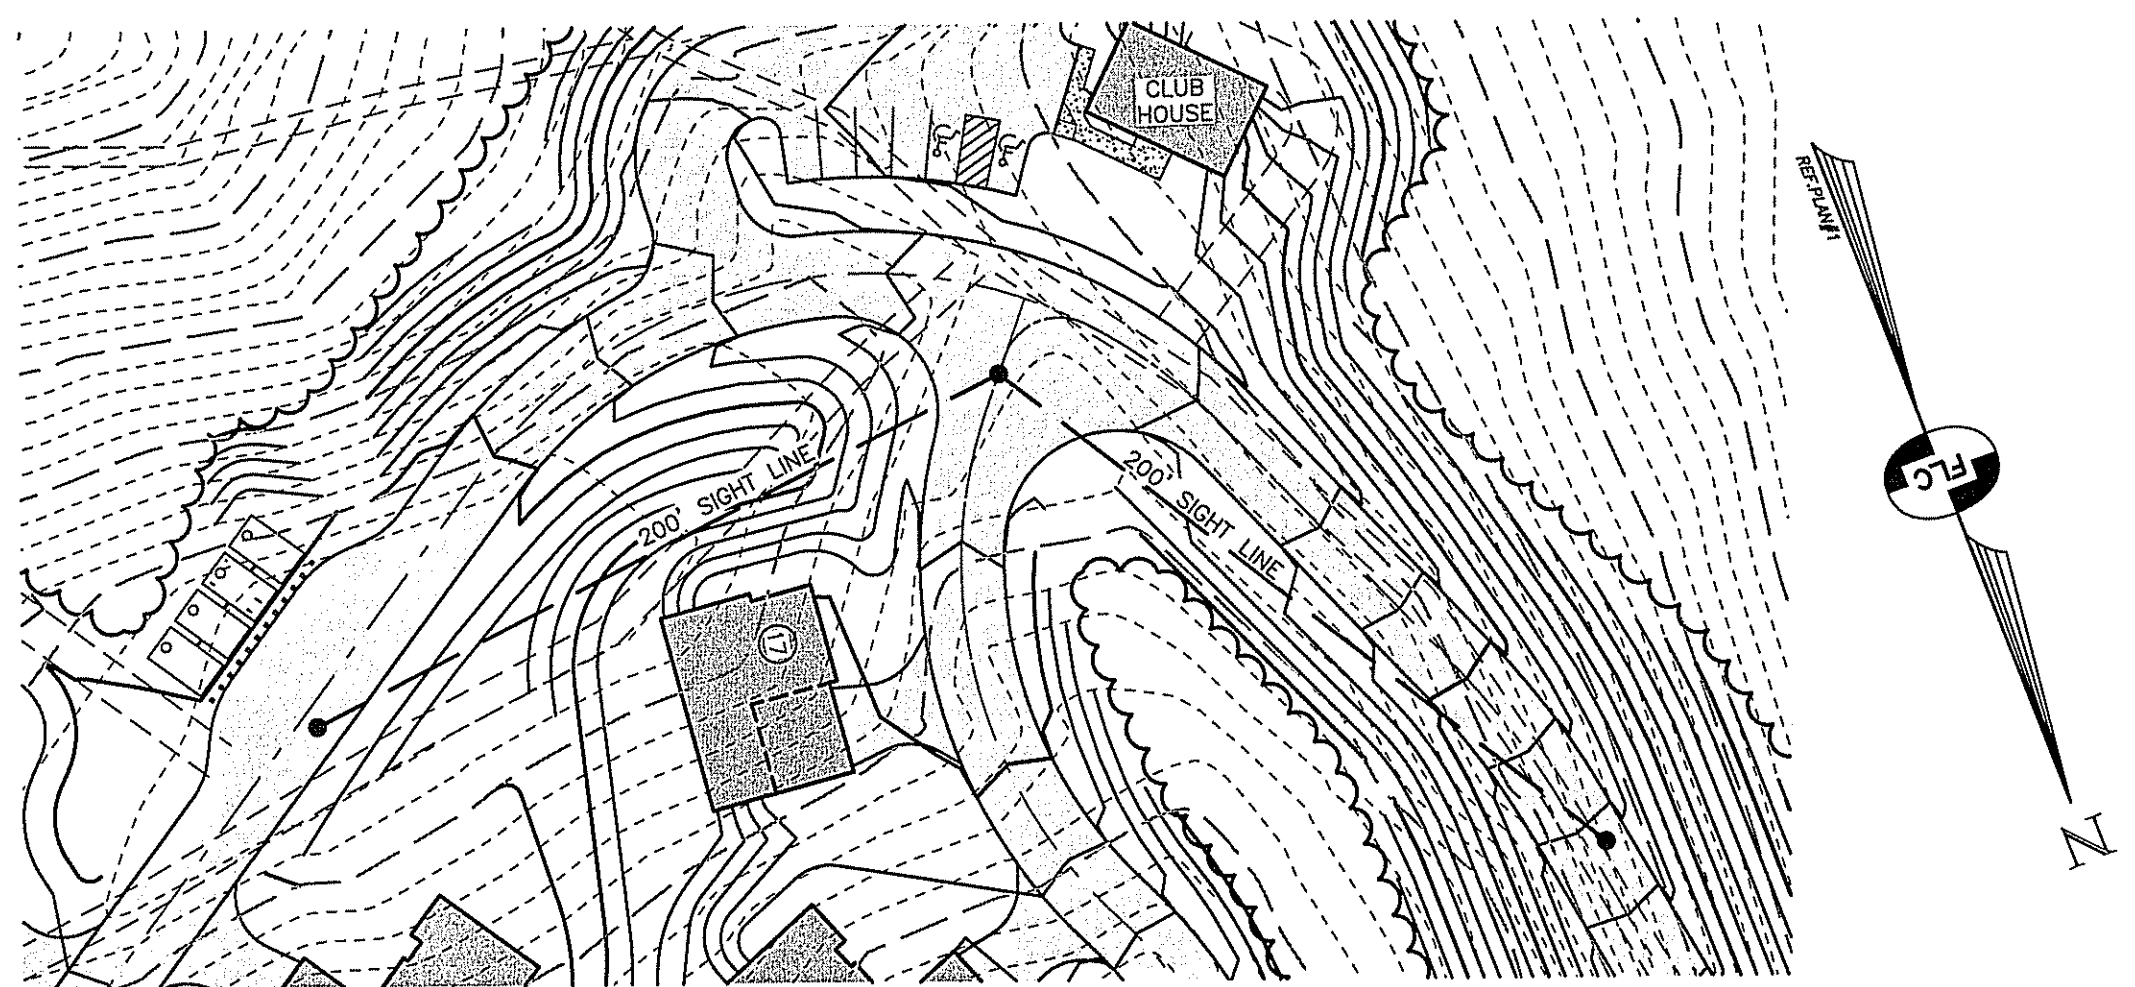 CLUB
HOUSE
REF.PLAN#1
FLC
200' SIGHT LINE
200' SIGHT LINE
17
N